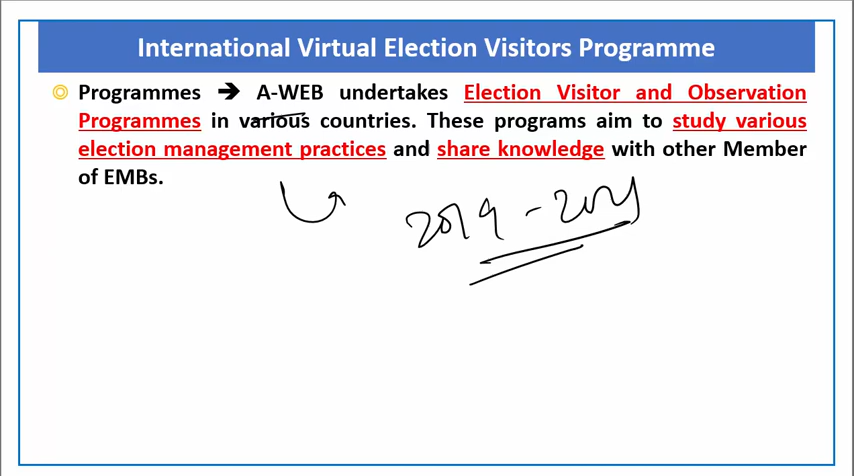 International Virtual Election Visitors Programme
Programmes → A-WEB undertakes Election Visitor and Observation
Programmes in various countries. These programs aim to study various
election management practices and share knowledge with other Member
of EMBs.
2019 -